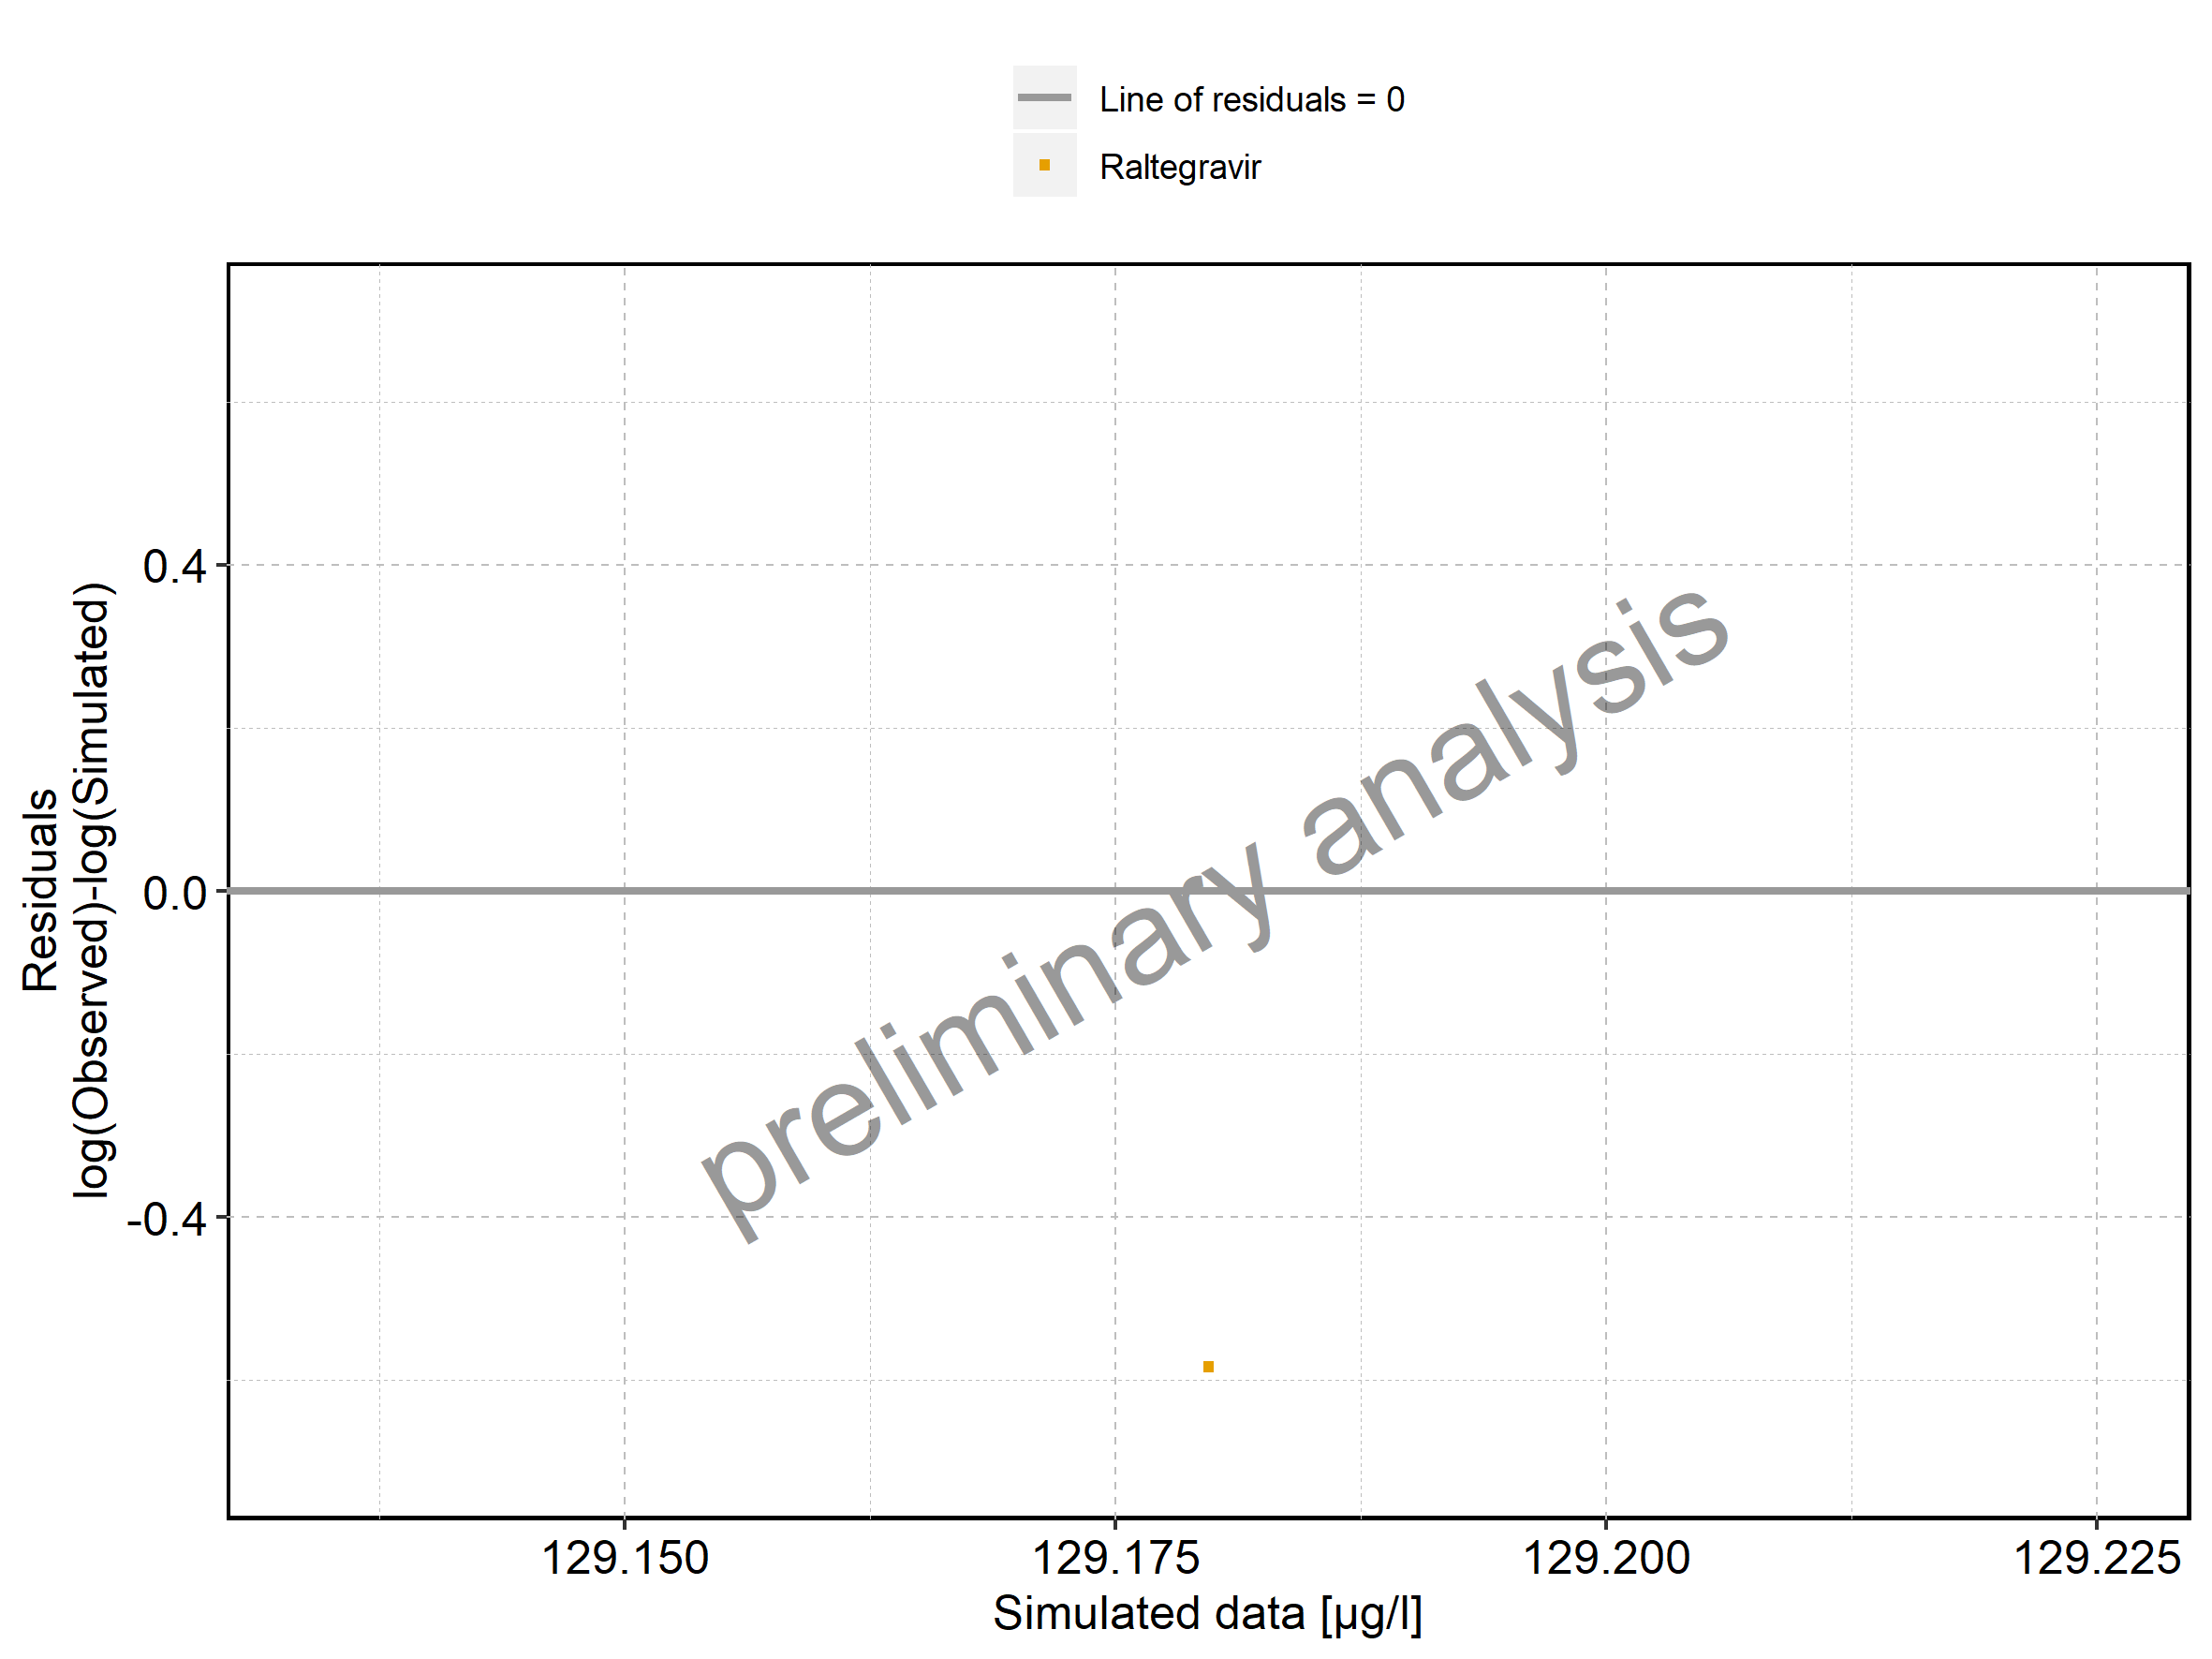 Line of residuals = 0
Raltegravir
Residuals
log(Observed)-log(Simulated)
0.4
0.0
-0.4
preliminary analysis
129.150
129.175
129.200
129.225
Simulated data [µg/l]